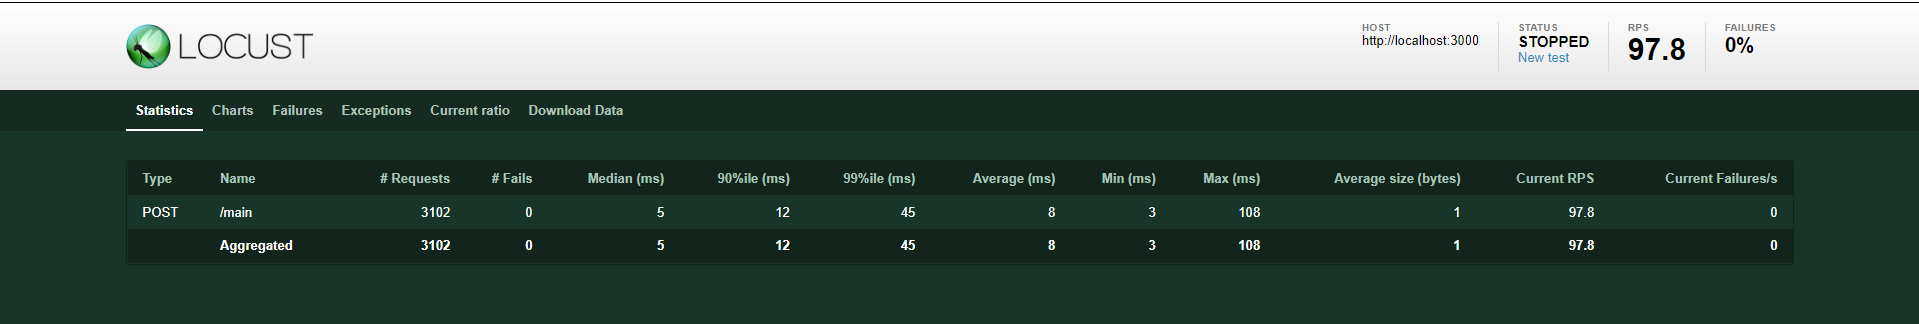 LOCUST
HOST
http://localhost:3000
STATUS
STOPPED
New test
RPS
97.8
FAILURES
0%
Statistics Charts Failures Exceptions Current ratio Download Data
Type Name # Requests # Fails Median (ms) 90%ile (ms) 99%ile (ms) Average (ms) Min (ms) Max (ms) Average size (bytes) Current RPS Current Failures/s
POST /main 3102 0 5 12 45 8 3 108 1 97.8 0
Aggregated 3102 0 5 12 45 8 3 108 1 97.8 0